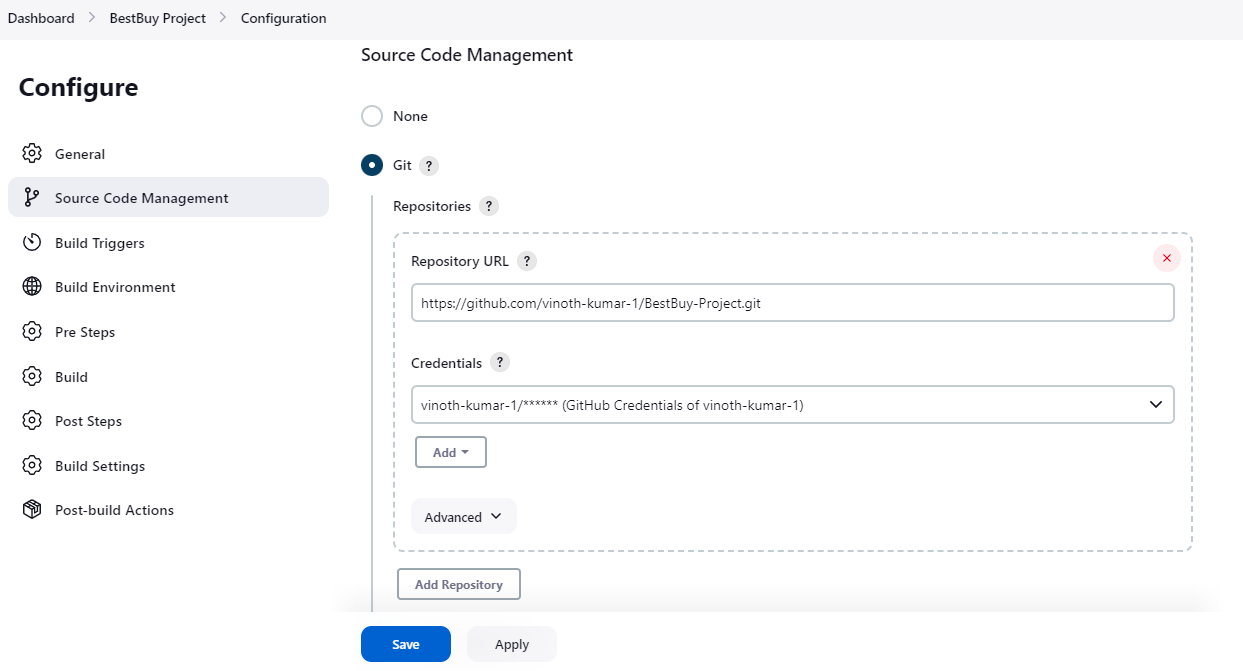 Dashboard > BestBuy Project > Configuration
Configure
General
Source Code Management
Build Triggers
Build Environment
Pre Steps
Build
Post Steps
Build Settings
Post-build Actions
Source Code Management
None
Git ?
Repositories ?
Repository URL ?
https://github.com/vinoth-kumar-1/BestBuy-Project.git
Credentials ?
vinoth-kumar-1/****** (GitHub Credentials of vinoth-kumar-1)
Add
Advanced
Add Repository
Save
Apply